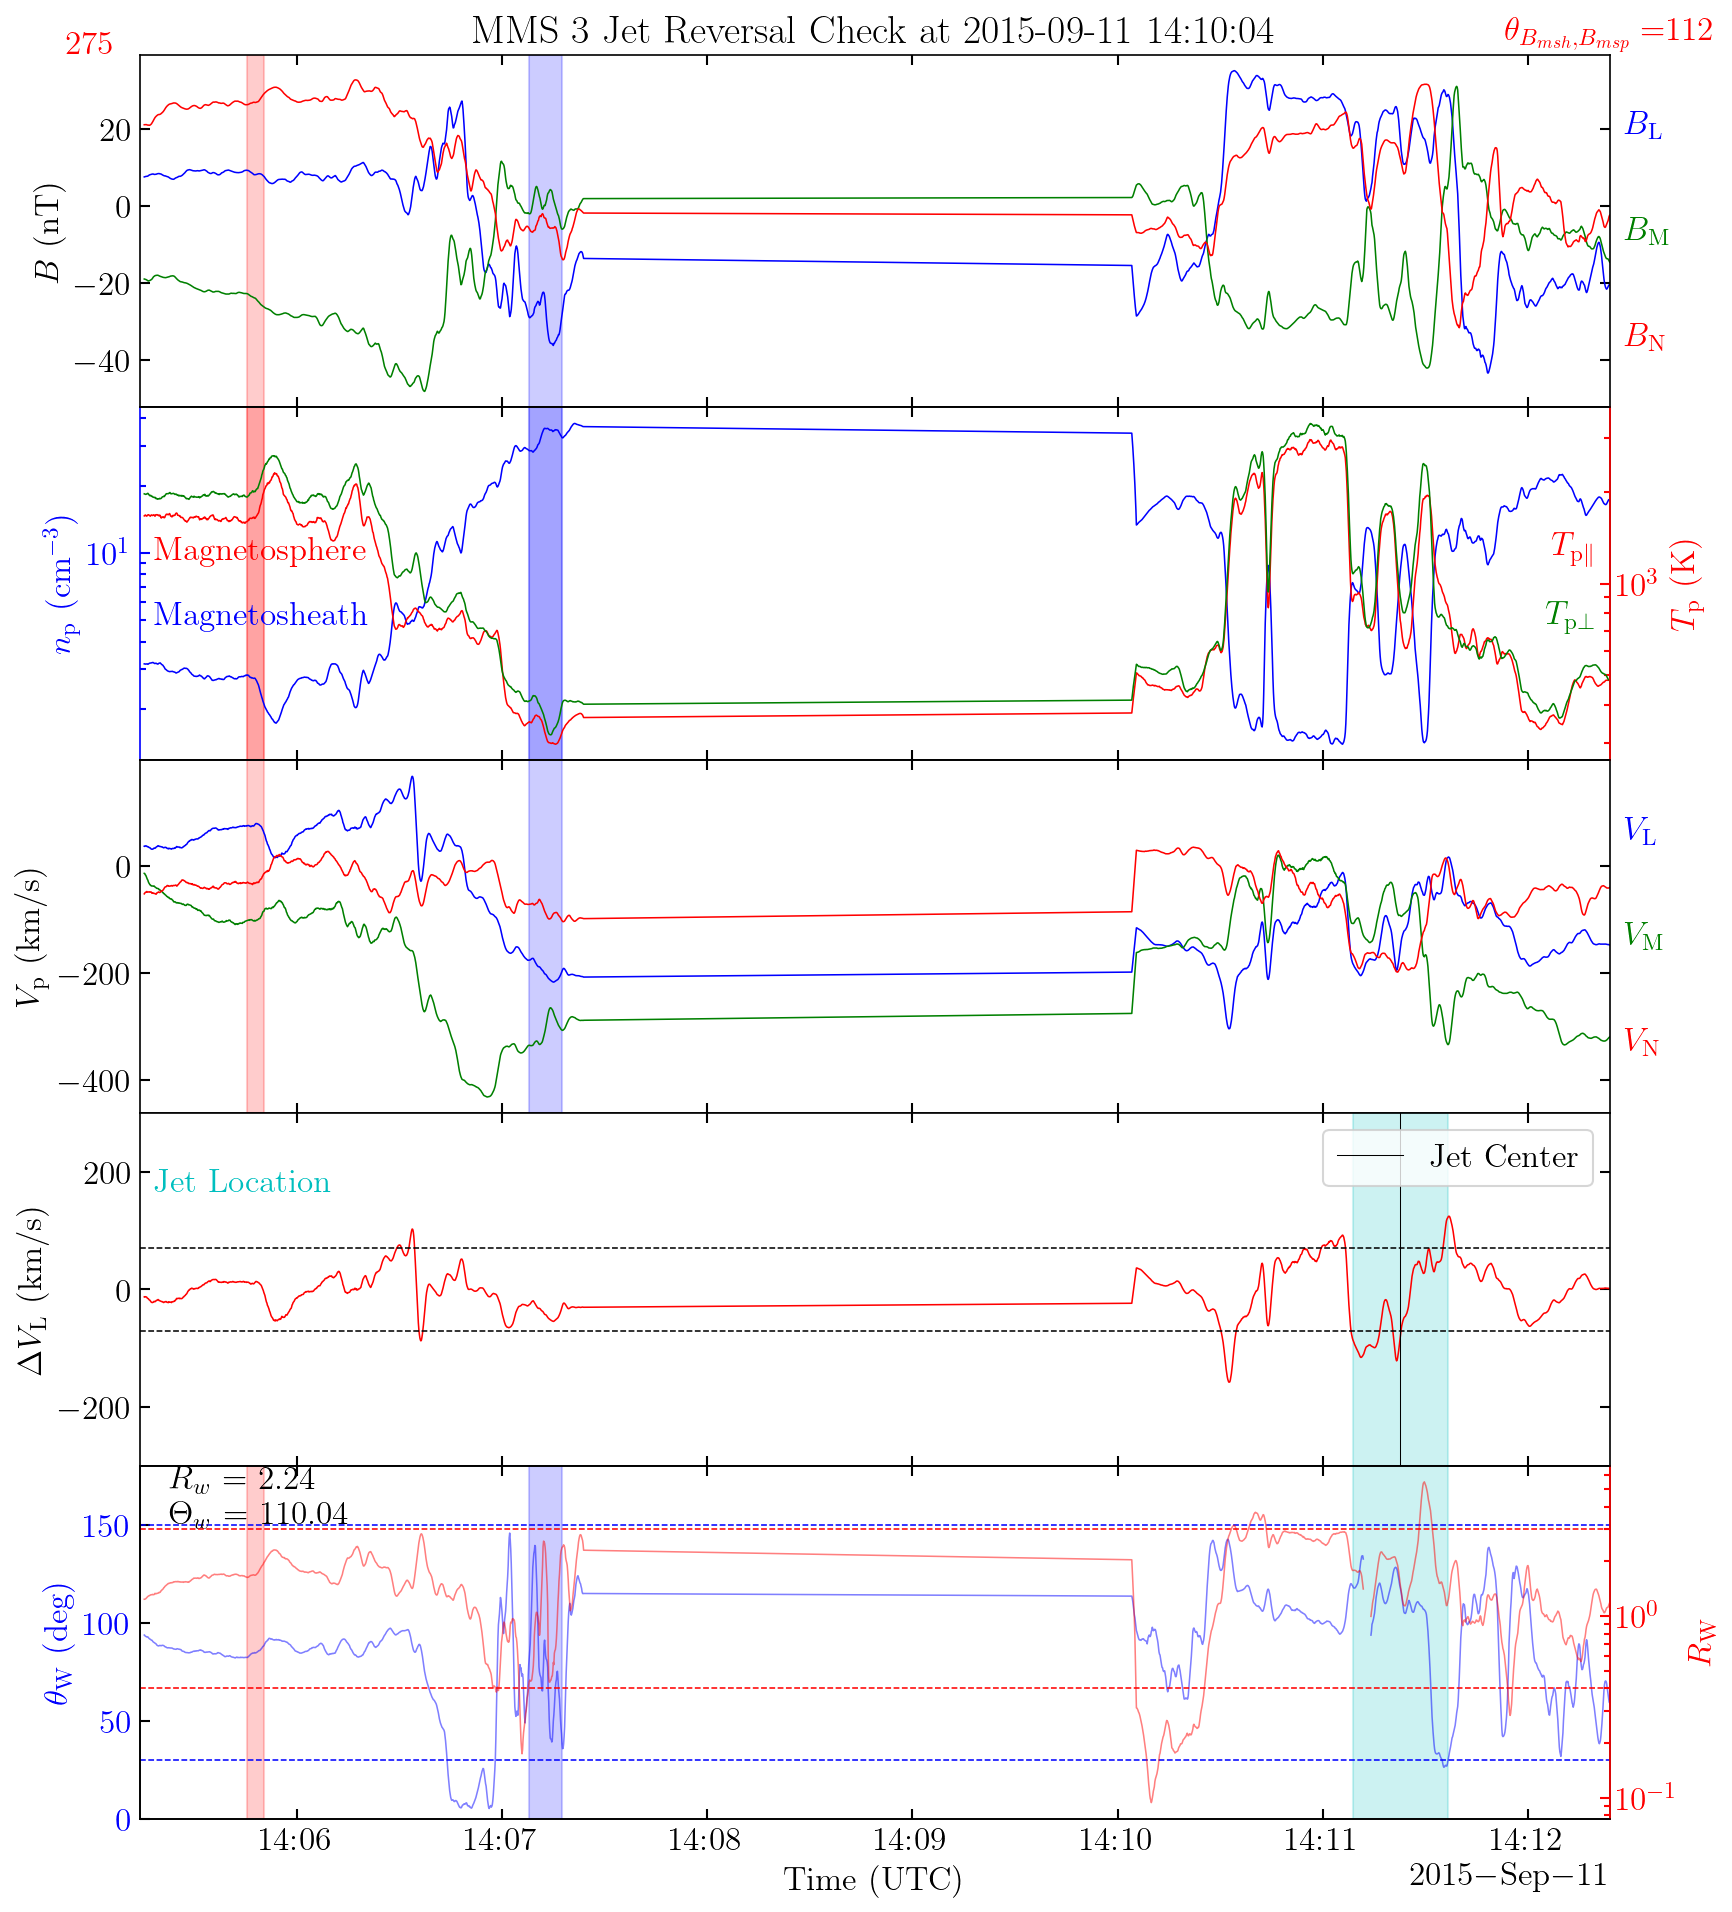 275
MMS 3 Jet Reversal Check at 2015-09-11 14:10:04
θ_{B_{msh}, B_{msp}} =112
20
0
−20
−40
B (nT)
B_L
B_M
B_N
10^1
n_p (cm^{−3})
Magnetosphere
Magnetosheath
T_{p∥}
T_{p⊥}
10^3
T_p (K)
0
−200
−400
V_p (km/s)
V_L
V_M
V_N
200
0
−200
ΔV_L (km/s)
Jet Location
Jet Center
R_w = 2.24
Θ_w = 110.04
150
100
50
0
θ_W (deg)
10^0
10^{−1}
R_W
14:06
14:07
14:08
14:09
14:10
14:11
14:12
Time (UTC)
2015−Sep−11